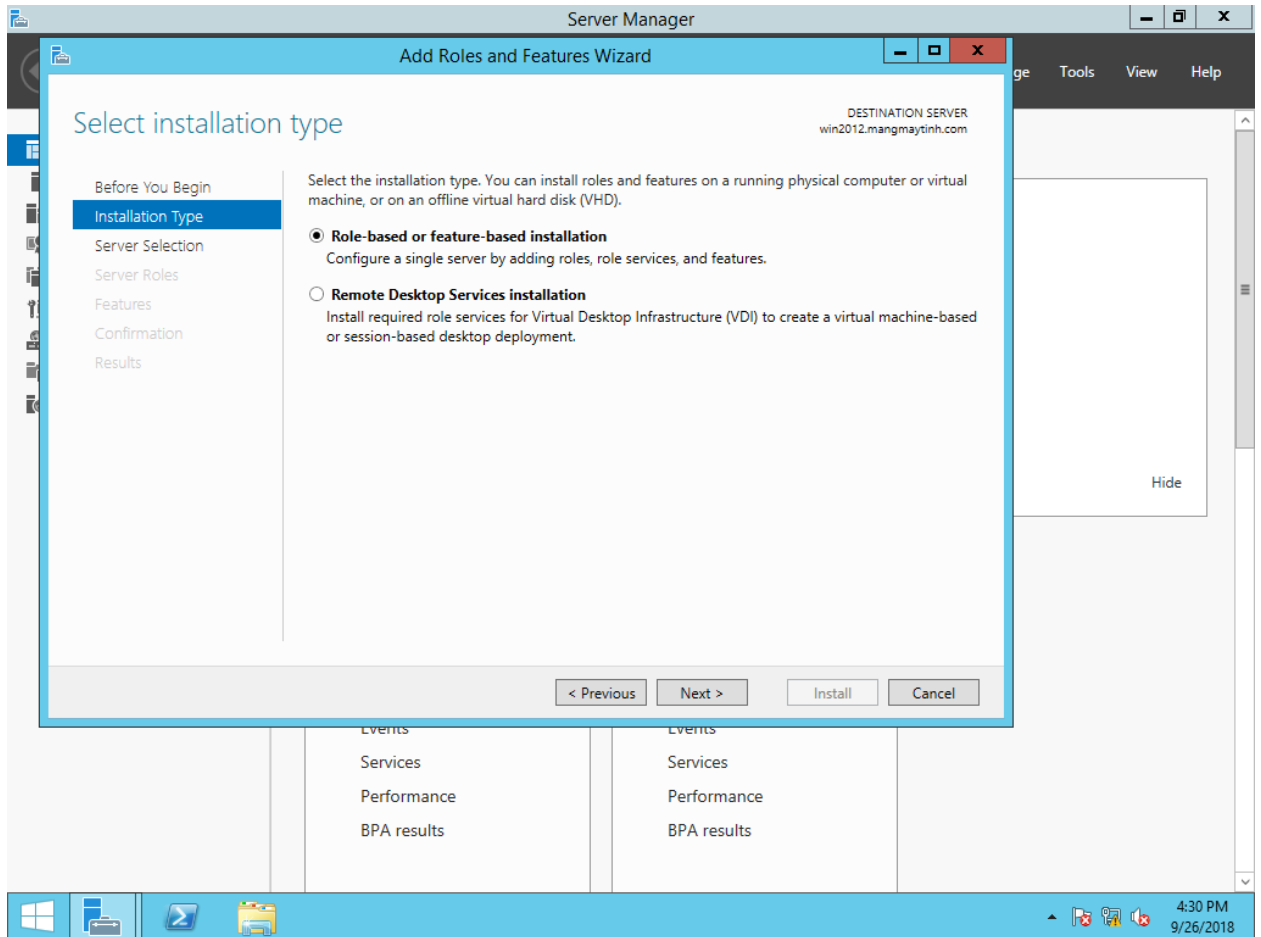 Server Manager
Add Roles and Features Wizard
Tools View Help
Select installation type
DESTINATION SERVER
win2012.mangmaytinh.com
Before You Begin
Installation Type
Server Selection
Server Roles
Features
Confirmation
Results
Select the installation type. You can install roles and features on a running physical computer or virtual
machine, or on an offline virtual hard disk (VHD).
Role-based or feature-based installation
Configure a single server by adding roles, role services, and features.
Remote Desktop Services installation
Install required role services for Virtual Desktop Infrastructure (VDI) to create a virtual machine-based
or session-based desktop deployment.
Hide
< Previous Next > Install Cancel
Events Events
Services Services
Performance Performance
BPA results BPA results
4:30 PM
9/26/2018